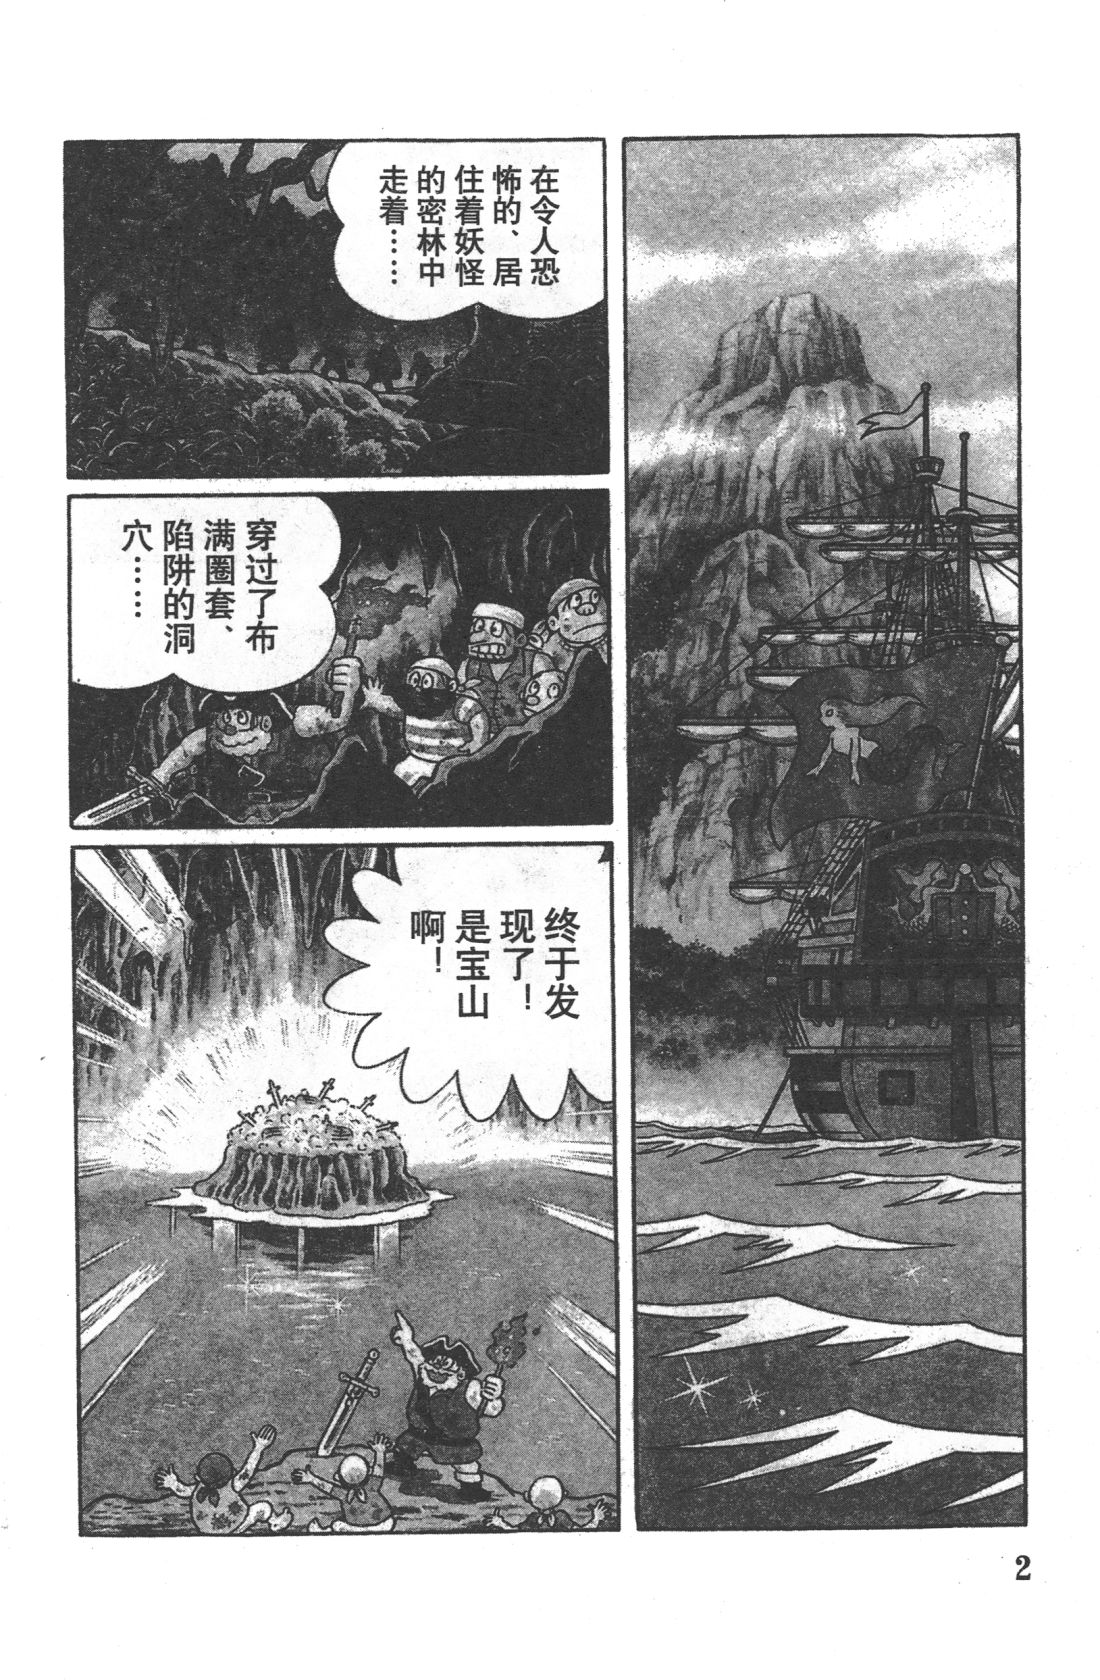 在令人恐
怖的、居
住着妖怪
的密林中
走着……
穿过了布
满圈套、
陷阱的洞
穴……
终于发
现了！
是宝山
啊！
2